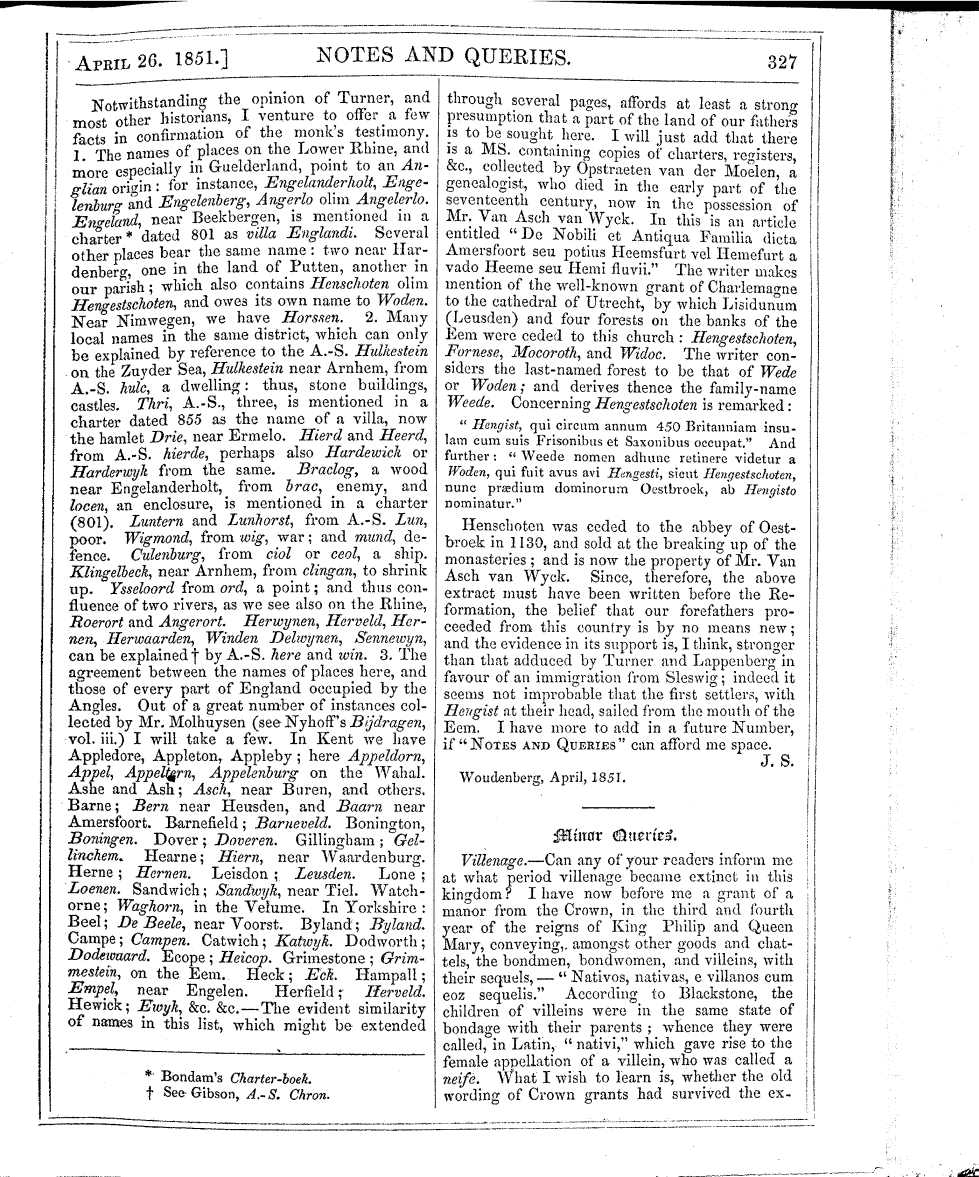 APRIL 26. 1851.] NOTES AND QUERIES. 327
Notwithstanding the opinion of Turner, and
most other historians, I venture to offer a few
facts in confirmation of the monk's testimony.
1. The names of places on the Lower Rhine, and
more especially in Guelderland, point to an An-
glian origin: for instance, Engelanderholt, Enge-
lenburg and Engelenberg, Angerlo olim Angelerlo.
Engeland, near Beekbergen, is mentioned in a
charter * dated 801 as villa Englandi. Several
other places bear the same name: two near Har-
denberg, one in the land of Putten, another in
our parish; which also contains Henschoten olim
Hengestschoten, and owes its own name to Woden.
Near Nimwegen, we have Horssen. 2. Many
local names in the same district, which can only
be explained by reference to the A.-S. Hulkestein
on the Zuyder Sea, Hulkestein near Arnhem, from
A.-S. hulc, a dwelling: thus, stone buildings,
castles. Thri, A.-S., three, is mentioned in a
charter dated 855 as the name of a villa, now
the hamlet Drie, near Ermelo. Hierd and Heerd,
from A.-S. hierde, perhaps also Hardewick or
Harderwyk from the same. Braclog, a wood
near Engelanderholt, from brac, enemy, and
locen, an enclosure, is mentioned in a charter
(801). Luntern and Lunhorst, from A.-S. Lun,
poor. Wigmond, from wig, war; and mund, de-
fence. Culenburg, from ciol or ceol, a ship.
Klingelbeck, near Arnhem, from clingan, to shrink
up. Ysseloord from ord, a point; and thus con-
fluence of two rivers, as we see also on the Rhine,
Roerort and Angerort. Herwynen, Herveld, Her-
nen, Herwaarden, Winden Delwynen, Sennewyn,
can be explained † by A.-S. here and win. 3. The
agreement between the names of places here, and
those of every part of England occupied by the
Angles. Out of a great number of instances col-
lected by Mr. Molhuysen (see Nyhoff's Bijdragen,
vol. iii.) I will take a few. In Kent we have
Appledore, Appleton, Appleby; here Appeldorn,
Appel, Appeltern, Appelenburg on the Wahal.
Ashe and Ash; Asch, near Buren, and others.
Barne; Bern near Heusden, and Baarn near
Amersfoort. Barnefield; Barneveld. Bonington,
Boningen. Dover; Doveren. Gillingham; Gel-
linchem. Hearne; Hiern, near Waardenburg.
Herne; Hernen. Leisdon; Leusden. Lone;
Loenen. Sandwich; Sandwyk, near Tiel. Watch-
orne; Waghorn, in the Velume. In Yorkshire:
Beel; De Beele, near Voorst. Byland; Byland.
Campe; Campen. Catwich; Katwyk. Dodworth;
Dodewaard. Ecope; Heicop. Grimestone; Grim-
mestein, on the Eem. Heck; Eck. Hampall;
Empel, near Engelen. Herfield; Herveld.
Hewick; Ewyk, &c. &c.—The evident similarity
of names in this list, which might be extended
* Bondam's Charter-boek.
† See Gibson, A.-S. Chron.
through several pages, affords at least a strong
presumption that a part of the land of our fathers
is to be sought here. I will just add that there
is a MS. containing copies of charters, registers,
&c., collected by Opstraeten van der Moelen, a
genealogist, who died in the early part of the
seventeenth century, now in the possession of
Mr. Van Asch van Wyck. In this is an article
entitled "De Nobili et Antiqua Familia dicta
Amersfoort seu potius Heemsfurt vel Hemefurt a
vado Heeme seu Hemi fluvii." The writer makes
mention of the well-known grant of Charlemagne
to the cathedral of Utrecht, by which Lisidunum
(Leusden) and four forests on the banks of the
Eem were ceded to this church: Hengestschoten,
Fornese, Mocoroth, and Widoc. The writer con-
siders the last-named forest to be that of Wede
or Woden; and derives thence the family-name
Weede. Concerning Hengestschoten is remarked:
" Hengist, qui circum annum 450 Britanniam insu-
lam cum suis Frisonibus et Saxonibus occupat." And
further: "Weede nomen adhunc retinere videtur a
Woden, qui fuit avus avi Hengesti, sicut Hengestschoten,
nunc prædium dominorum Oestbroek, ab Hengisto
nominatur."
Henschoten was ceded to the abbey of Oest-
broek in 1130, and sold at the breaking up of the
monasteries; and is now the property of Mr. Van
Asch van Wyck. Since, therefore, the above
extract must have been written before the Re-
formation, the belief that our forefathers pro-
ceeded from this country is by no means new;
and the evidence in its support is, I think, stronger
than that adduced by Turner and Lappenberg in
favour of an immigration from Sleswig; indeed it
seems not improbable that the first settlers, with
Hengist at their head, sailed from the mouth of the
Eem. I have more to add in a future Number,
if "NOTES AND QUERIES" can afford me space.
J. S.
Woudenberg, April, 1851.
Minor Queries.
Villenage.—Can any of your readers inform me
at what period villenage became extinct in this
kingdom? I have now before me a grant of a
manor from the Crown, in the third and fourth
year of the reigns of King Philip and Queen
Mary, conveying, amongst other goods and chat-
tels, the bondmen, bondwomen, and villeins, with
their sequels, — "Nativos, nativas, e villanos cum
eoz sequelis." According to Blackstone, the
children of villeins were in the same state of
bondage with their parents; whence they were
called, in Latin, "nativi," which gave rise to the
female appellation of a villein, who was called a
neife. What I wish to learn is, whether the old
wording of Crown grants had survived the ex-